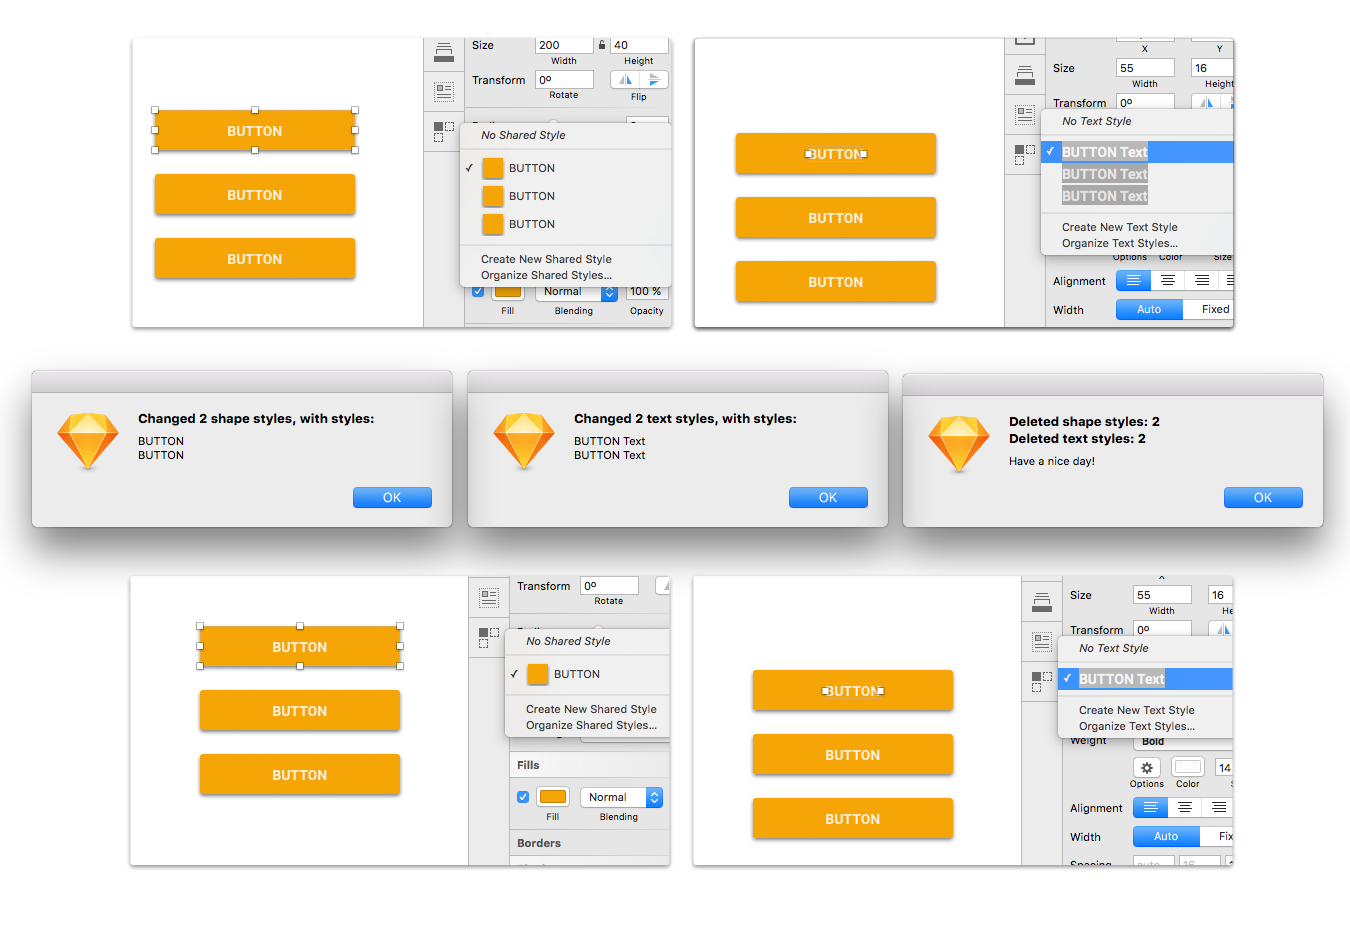 Size 200 40
Width Height
Transform 0º
Rotate Flip
BUTTON
BUTTON
BUTTON
No Shared Style
✓ BUTTON
BUTTON
BUTTON
Create New Shared Style
Organize Shared Styles...
Normal 100 %
Fill Blending Opacity
X Y
Size 55 16
Width Height
Transform 0º
BUTTON
BUTTON
BUTTON
No Text Style
✓ BUTTON Text
BUTTON Text
BUTTON Text
Create New Text Style
Organize Text Styles...
Options Color Size
Alignment
Width Auto Fixed
Changed 2 shape styles, with styles:
BUTTON
BUTTON
OK
Changed 2 text styles, with styles:
BUTTON Text
BUTTON Text
OK
Deleted shape styles: 2
Deleted text styles: 2
Have a nice day!
OK
Transform 0º
Rotate
BUTTON
BUTTON
BUTTON
No Shared Style
✓ BUTTON
Create New Shared Style
Organize Shared Styles...
Fills
Normal
Fill Blending
Borders
Size 55 16
Width He
Transform 0º
BUTTON
BUTTON
BUTTON
No Text Style
✓ BUTTON Text
Create New Text Style
Organize Text Styles...
Weight Bold
14
Options Color
Alignment
Width Auto Fix
Spacing auto 16